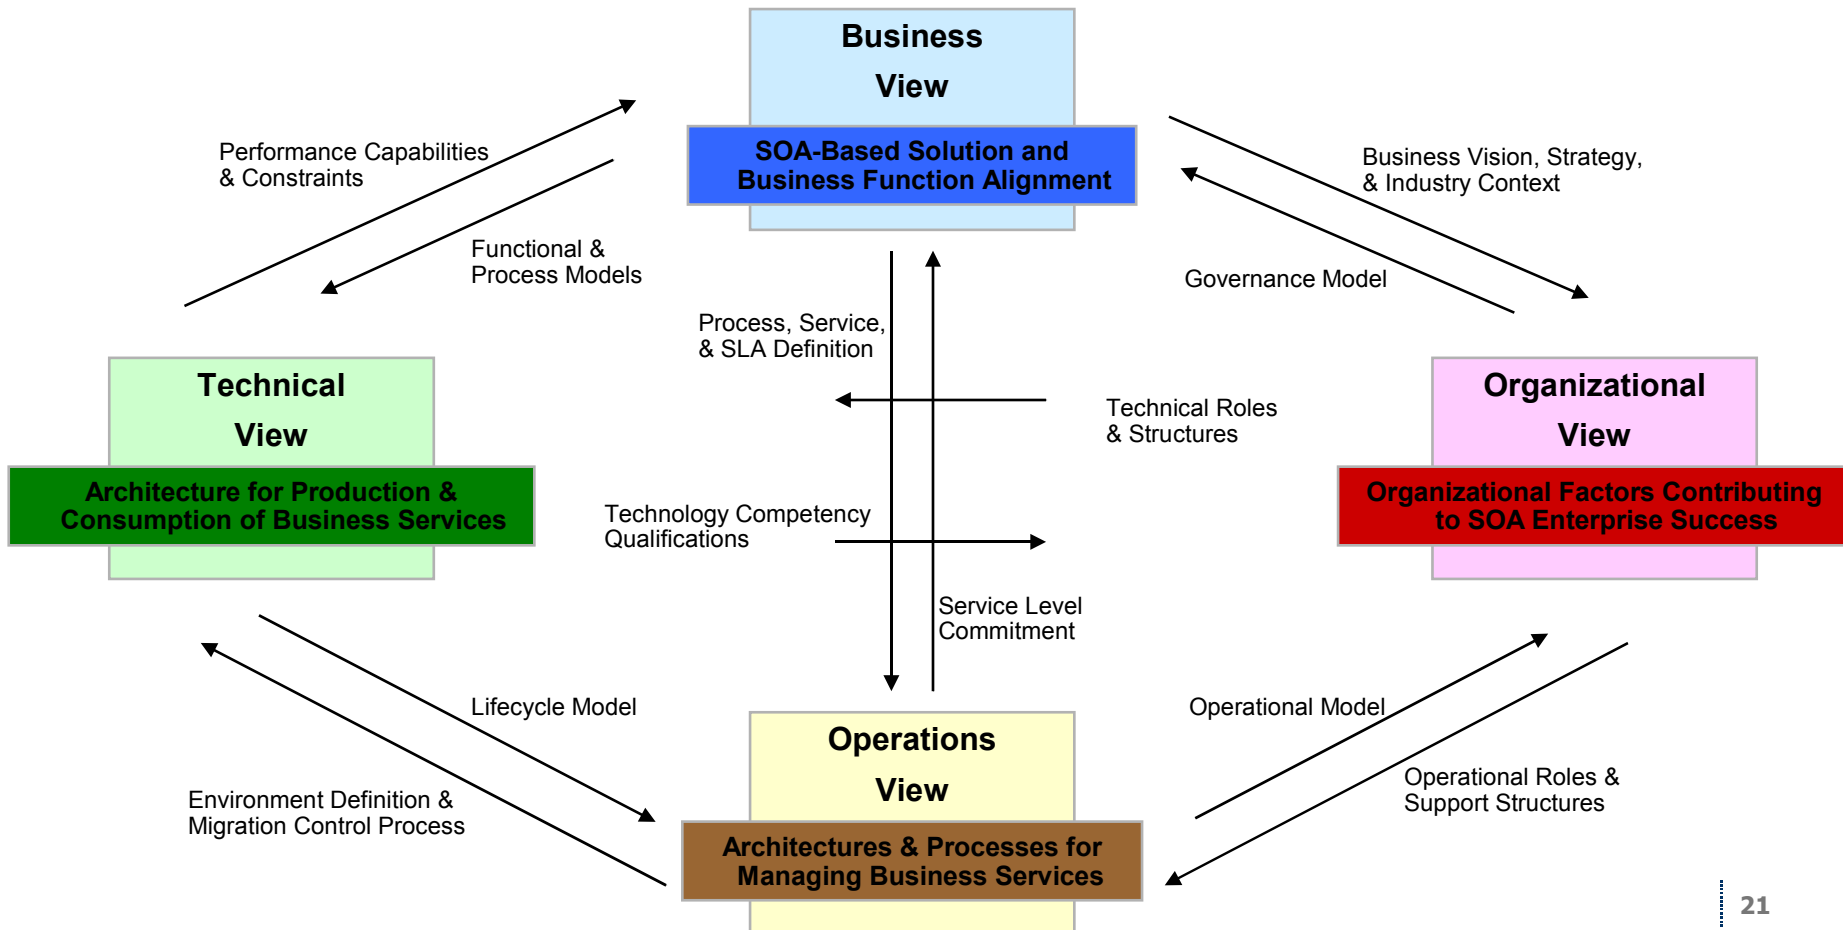 Business
View
SOA-Based Solution and
Business Function Alignment
Performance Capabilities
& Constraints
Business Vision, Strategy,
& Industry Context
Functional &
Process Models
Governance Model
Process, Service,
& SLA Definition
Technical
View
Architecture for Production &
Consumption of Business Services
Technical Roles
& Structures
Organizational
View
Organizational Factors Contributing
to SOA Enterprise Success
Technology Competency
Qualifications
Service Level
Commitment
Lifecycle Model
Operational Model
Environment Definition &
Migration Control Process
Operations
View
Architectures & Processes for
Managing Business Services
Operational Roles &
Support Structures
21